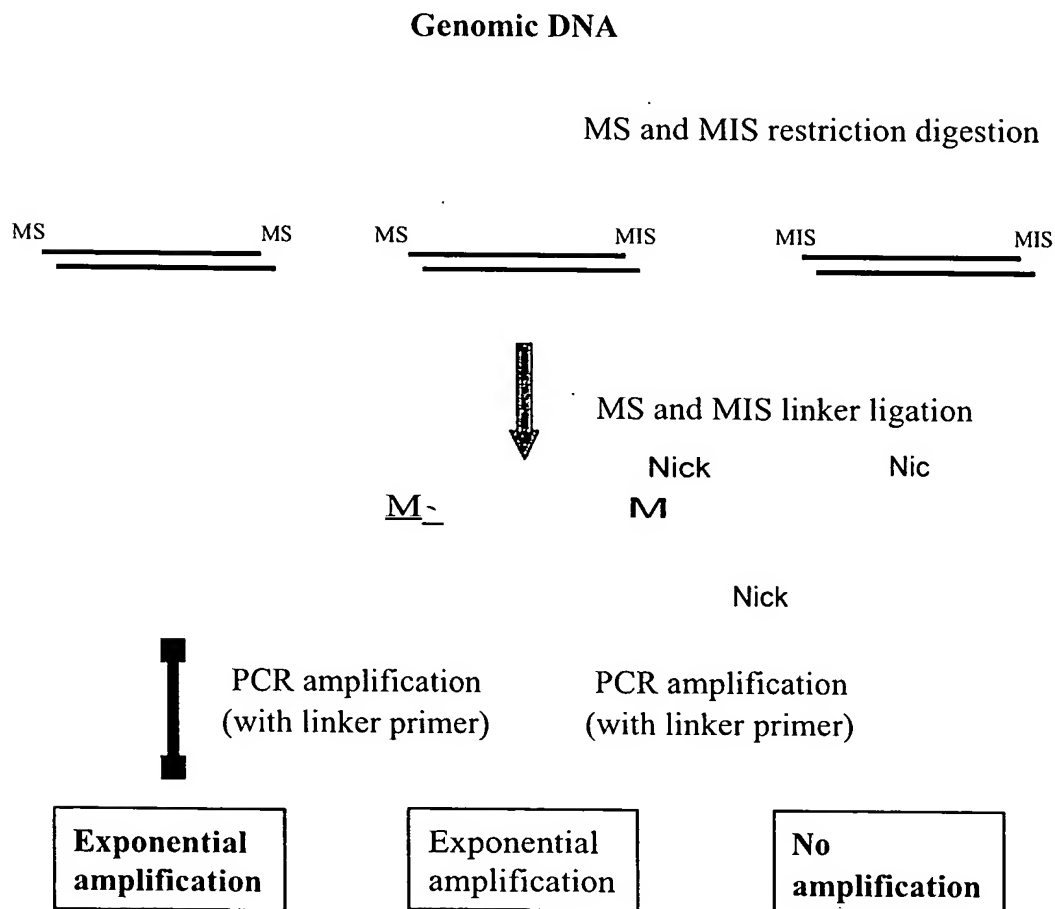 Genomic DNA
MS and MIS restriction digestion
MS MS MS MIS MIS MIS
MS and MIS linker ligation
Nick Nic
M M
Nick
PCR amplification
(with linker primer)
PCR amplification
(with linker primer)
Exponential
amplification
Exponential
amplification
No
amplification